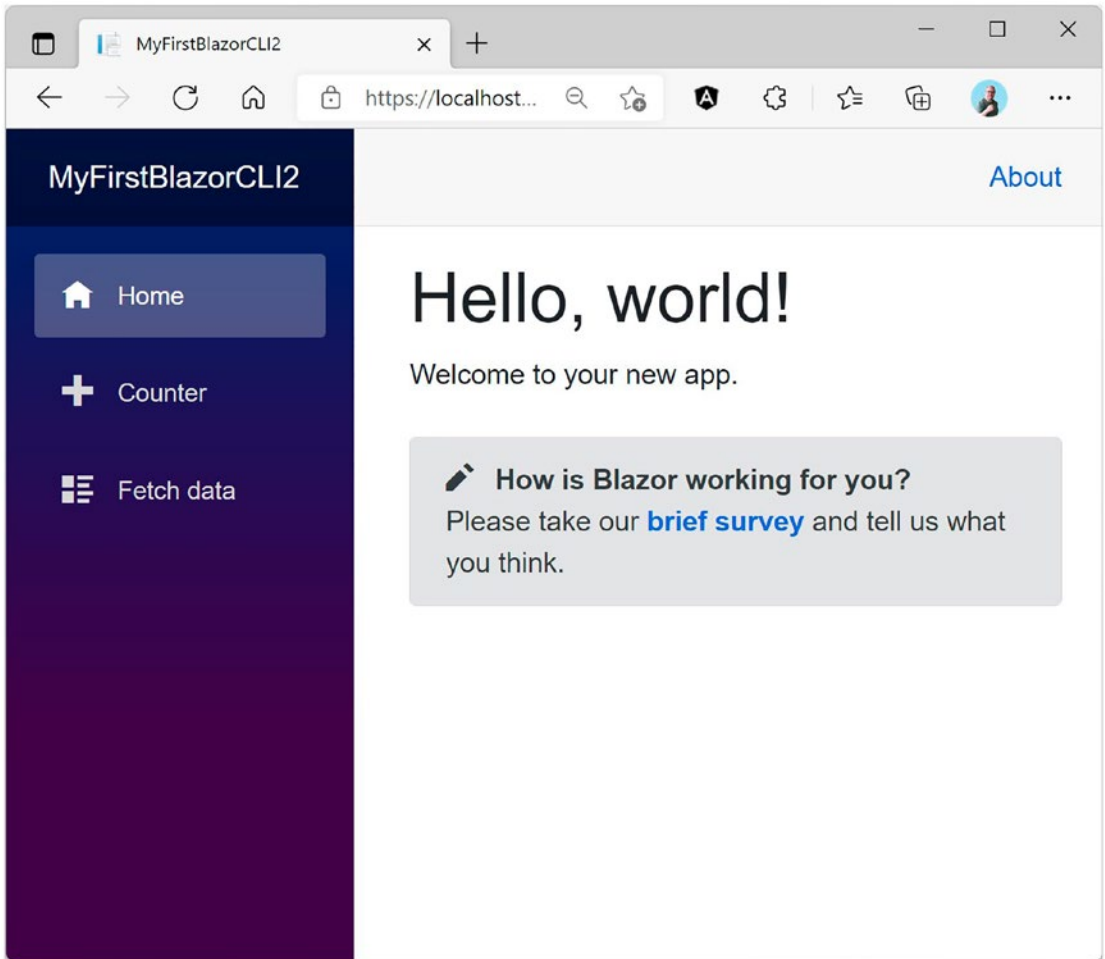 MyFirstBlazorCLI2
https://localhost...
MyFirstBlazorCLI2
About
Home
Counter
Fetch data
Hello, world!
Welcome to your new app.
How is Blazor working for you?
Please take our brief survey and tell us what
you think.